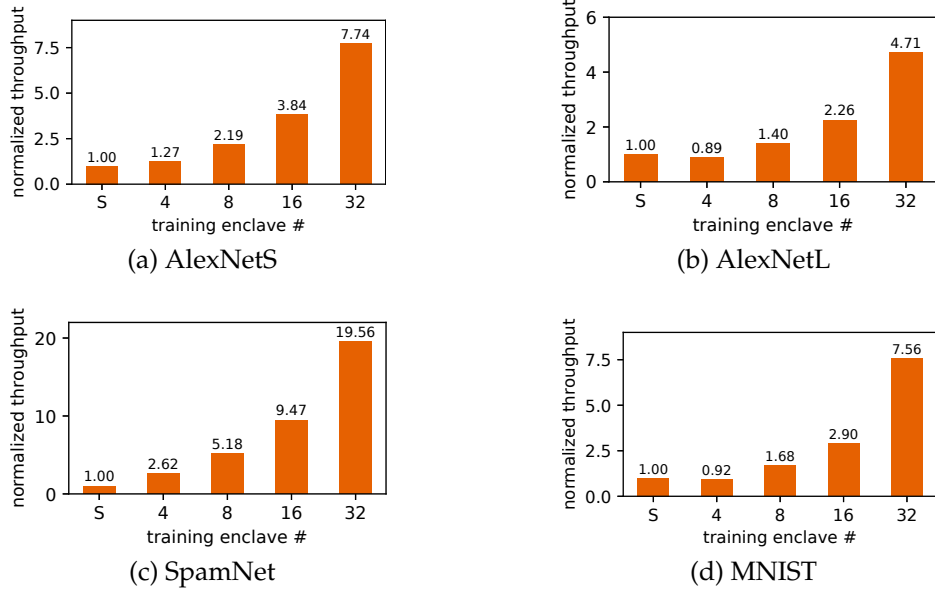 normalized throughput
7.5
5.0
2.5
0.0
1.00
1.27
2.19
3.84
7.74
S 4 8 16 32
training enclave #
(a) AlexNetS
normalized throughput
6
4
2
0
1.00
0.89
1.40
2.26
4.71
S 4 8 16 32
training enclave #
(b) AlexNetL
normalized throughput
20
10
0
1.00
2.62
5.18
9.47
19.56
S 4 8 16 32
training enclave #
(c) SpamNet
normalized throughput
7.5
5.0
2.5
0.0
1.00
0.92
1.68
2.90
7.56
S 4 8 16 32
training enclave #
(d) MNIST